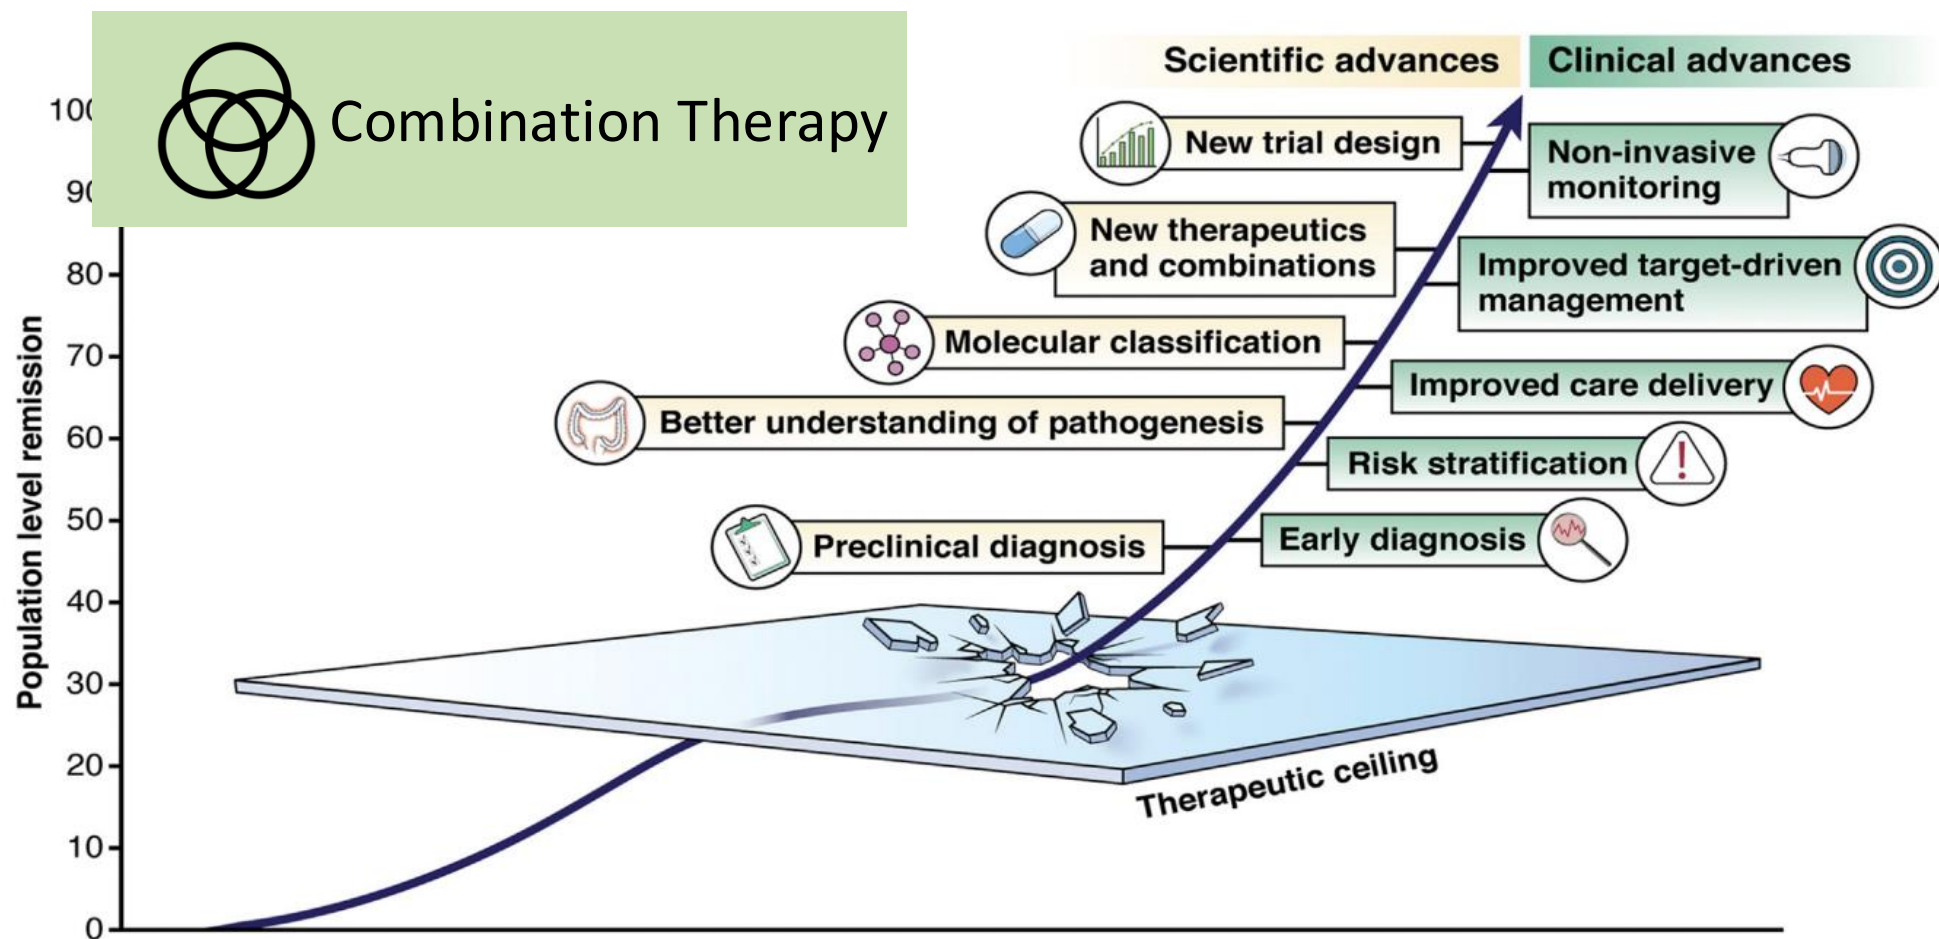 Combination Therapy
Scientific advances
Clinical advances
New trial design
Non-invasive
monitoring
New therapeutics
and combinations
Improved target-driven
management
Molecular classification
Improved care delivery
Better understanding of pathogenesis
Risk stratification
Preclinical diagnosis
Early diagnosis
Therapeutic ceiling
Population level remission
100
90
80
70
60
50
40
30
20
10
0